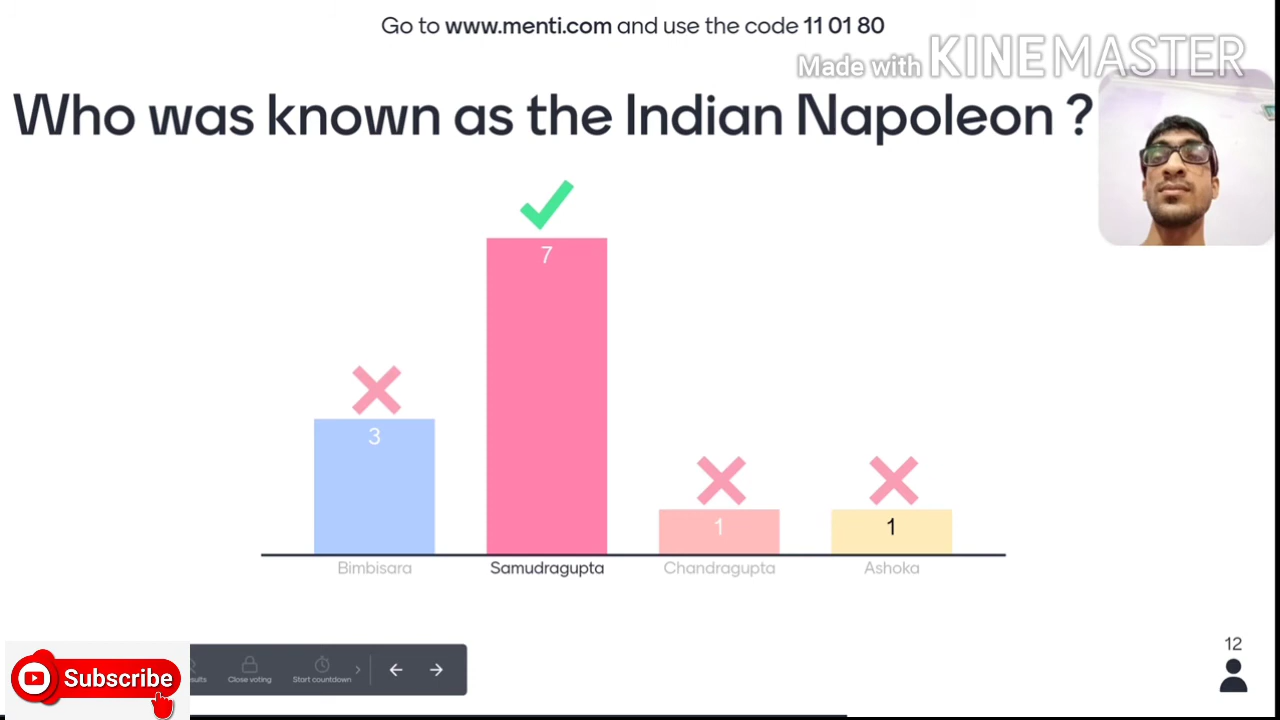 Go to www.menti.com and use the code 11 01 80
Made with KINEMASTER
Who was known as the Indian Napoleon ?
7
3
1
1
Bimbisara
Samudragupta
Chandragupta
Ashoka
12
sults
Close voting
Start countdown
Subscribe